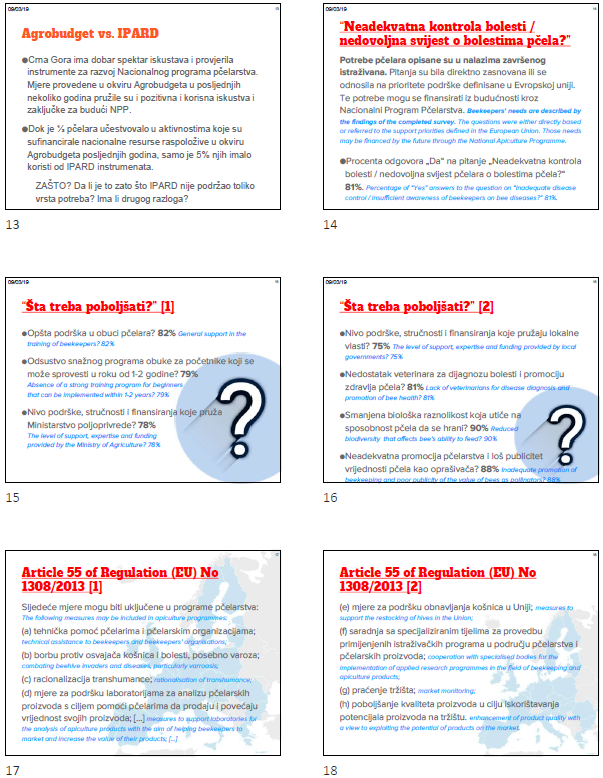 09/03/19
Agrobudget vs. IPARD
●Crna Gora ima dobar spektar iskustava i provjerila
instrumente za razvoj Nacionalnog programa pčelarstva.
Mjere provedene u okviru Agrobudgeta u posljednjih
nekoliko godina pružile su i pozitivna i korisna iskustva i
zaključke za budući NPP.
●Dok je ⅓ pčelara učestvovalo u aktivnostima koje su
sufinancirale nacionalne resurse raspoložive u okviru
Agrobudgeta posljednjih godina, samo je 5% njih imalo
koristi od IPARD instrumenata.
ZAŠTO? Da li je to zato što IPARD nije podržao toliko
vrsta potreba? Ima li drugog razloga?
13
09/03/19
"Neadekvatna kontrola bolesti /
nedovoljna svijest o bolestima pčela?"
Potrebe pčelara opisane su u nalazima završenog
istraživana. Pitanja su bila direktno zasnovana ili se
odnosila na prioritete podrške definisane u Evropskoj uniji.
Te potrebe mogu se finansirati iz budućnosti kroz
Nacionalni Program Pčelarstva. Beekeepers' needs are described by
the findings of the completed survey. The questions were either directly based
or referred to the support priorities defined in the European Union. Those needs
may be financed by the future through the National Apiculture Programme.
●Procenta odgovora „Da“ na pitanje „Neadekvatna kontrola
bolesti / nedovoljna svijest pčelara o bolestima pčela?“
81%. Percentage of "Yes" answers to the question on "Inadequate disease
control / insufficient awareness of beekeepers on bee diseases?" 81%.
14
09/03/19
"Šta treba poboljšati?" [1]
●Opšta podrška u obuci pčelara? 82% General support in the
training of beekeepers? 82%
●Odsustvo snažnog programa obuke za početnike koji se
može sprovesti u roku od 1-2 godine? 79%
Absence of a strong training program for beginners
that can be implemented within 1-2 years? 79%
●Nivo podrške, stručnosti i finansiranja koje pruža
Ministarstvo poljoprivrede? 78%
The level of support, expertise and funding
provided by the Ministry of Agriculture? 78%
?
15
09/03/19
"Šta treba poboljšati?" [2]
●Nivo podrške, stručnosti i finansiranja koje pružaju lokalne
vlasti? 75% The level of support, expertise and funding provided by local
governments? 75%
●Nedostatak veterinara za dijagnozu bolesti i promociju
zdravlja pčela? 81% Lack of veterinarians for disease diagnosis and
promotion of bee health? 81%
●Smanjena biološka raznolikost koja utiče na
sposobnost pčela da se hrani? 90% Reduced
biodiversity that affects bee's ability to feed? 90%
●Neadekvatna promocija pčelarstva i loš publicitet
vrijednosti pčela kao oprašivača? 88% Inadequate promotion of
beekeeping and poor publicity of the value of bees as pollinators? 88%
?
16
Article 55 of Regulation (EU) No
1308/2013 [1]
Sljedeće mjere mogu biti uključene u programe pčelarstva:
The following measures may be included in apiculture programmes:
(a) tehnička pomoć pčelarima i pčelarskim organizacijama;
technical assistance to beekeepers and beekeepers' organisations;
(b) borbu protiv osvajača košnica i bolesti, posebno varoza;
combating beehive invaders and diseases, particularly varroosis;
(c) racionalizacija transhumance; rationalisation of transhumance;
(d) mjere za podršku laboratorijama za analizu pčelarskih
proizvoda s ciljem pomoći pčelarima da prodaju i povećaju
vrijednost svojih proizvoda; [...] measures to support laboratories for
the analysis of apiculture products with the aim of helping beekeepers to
market and increase the value of their products; [...]
17
Article 55 of Regulation (EU) No
1308/2013 [2]
(e) mjere za podršku obnavljanja košnica u Uniji; measures to
support the restocking of hives in the Union;
(f) saradnja sa specijaliziranim tijelima za provedbu
primijenjenih istraživačkih programa u području pčelarstva i
pčelarskih proizvoda; cooperation with specialised bodies for the
implementation of applied research programmes in the field of beekeeping and
apiculture products;
(g) praćenje tržišta; market monitoring;
(h) poboljšanje kvaliteta proizvoda u cilju iskorištavanja
potencijala proizvoda na tržištu. enhancement of product quality with
a view to exploiting the potential of products on the market.
18